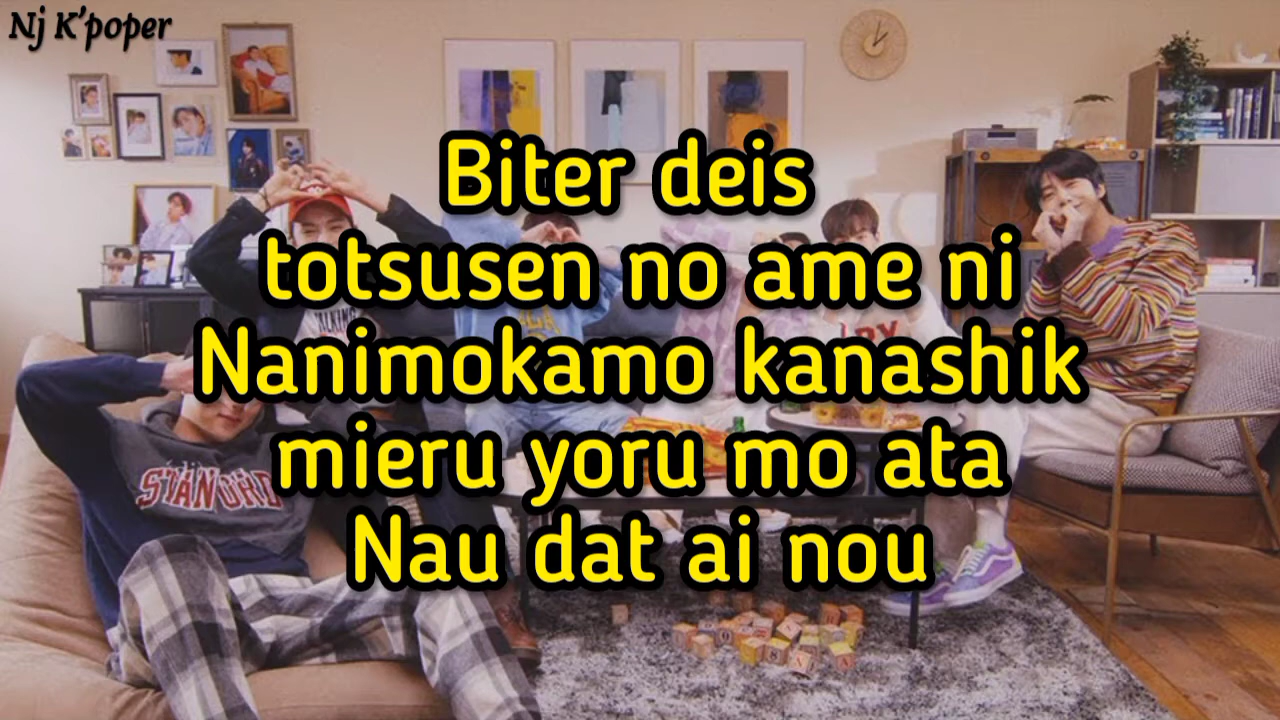 Nj K'poper
Biter deis
totsusen no ame ni
Nanimokamo kanashik
mieru yoru mo ata
Nau dat ai nou